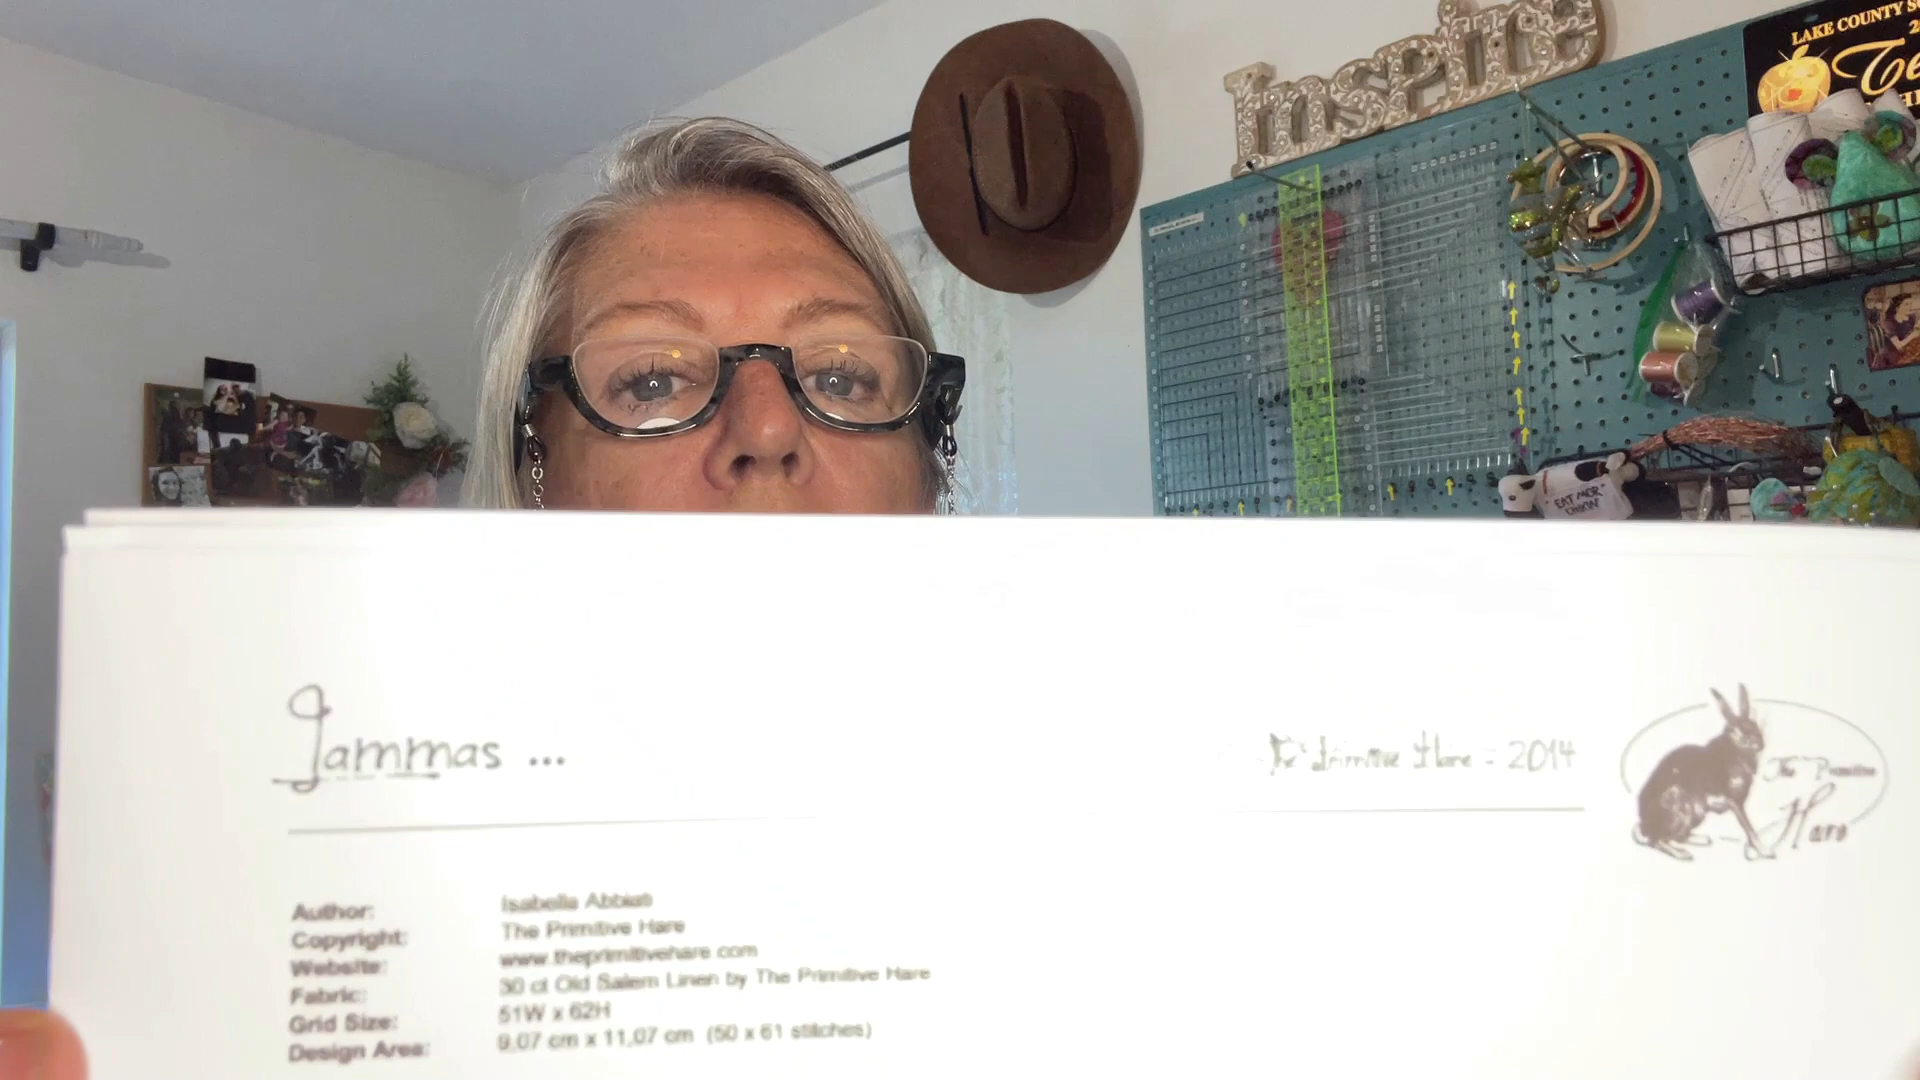 Inspire
LAKE COUNTY
EAT MOR
CHIKIN
Lammas ...
The Primitive Hare - 2014
The Primitive
Hare
Author: Isabella Abbiati
Copyright: The Primitive Hare
Website: www.theprimitivehare.com
Fabric: 30 ct Old Salem Linen by The Primitive Hare
Grid Size: 51W x 62H
Design Area: 9,07 cm x 11,07 cm (50 x 61 stitches)